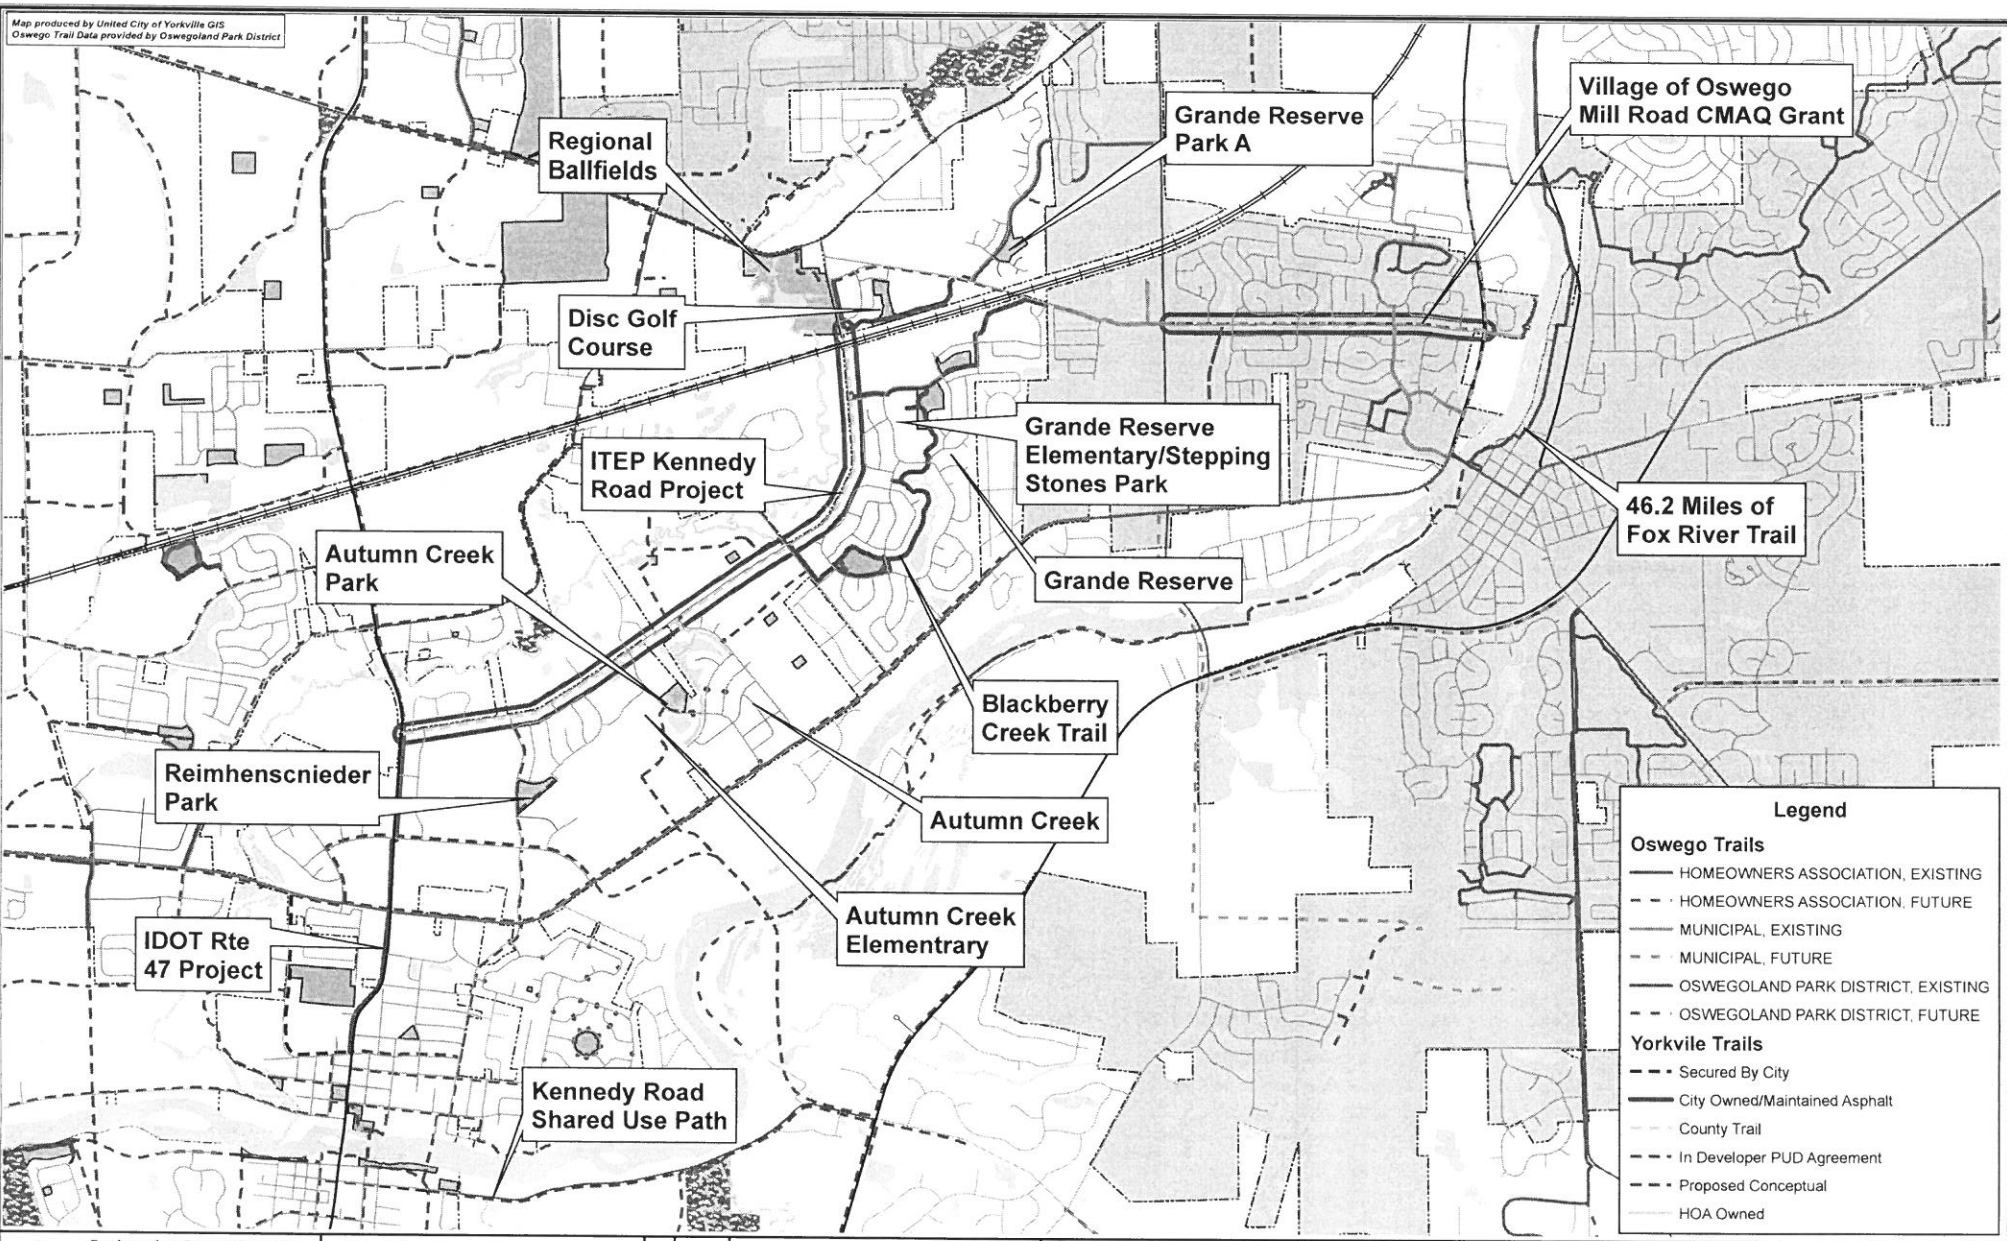 Map produced by United City of Yorkville GIS
Oswego Trail Data provided by Oswegoland Park District
Village of Oswego
Mill Road CMAQ Grant
Grande Reserve
Park A
Regional
Ballfields
Disc Golf
Course
Grande Reserve
Elementary/Stepping
Stones Park
ITEP Kennedy
Road Project
46.2 Miles of
Fox River Trail
Autumn Creek
Park
Grande Reserve
Blackberry
Creek Trail
Reimhenscnieder
Park
Autumn Creek
Autumn Creek
Elementrary
IDOT Rte
47 Project
Kennedy Road
Shared Use Path
Legend
Oswego Trails
HOMEOWNERS ASSOCIATION, EXISTING
HOMEOWNERS ASSOCIATION, FUTURE
MUNICIPAL, EXISTING
MUNICIPAL, FUTURE
OSWEGOLAND PARK DISTRICT, EXISTING
OSWEGOLAND PARK DISTRICT, FUTURE
Yorkvile Trails
Secured By City
City Owned/Maintained Asphalt
County Trail
In Developer PUD Agreement
Proposed Conceptual
HOA Owned